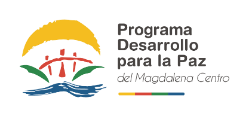 Programa
Desarrollo
para la Paz
del Magdalena Centro